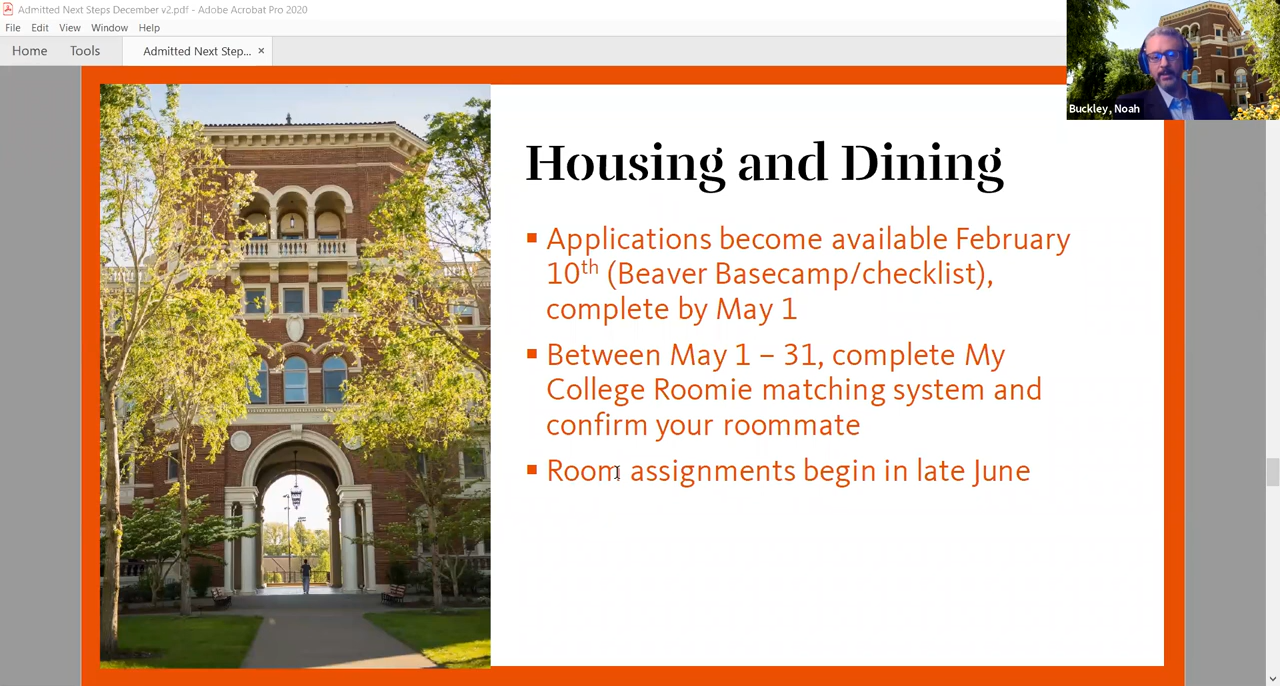 Admitted Next Steps December v2.pdf - Adobe Acrobat Pro 2020
File Edit View Window Help
Home Tools Admitted Next Step... ×
Buckley, Noah
Housing and Dining
▪ Applications become available February
10th (Beaver Basecamp/checklist),
complete by May 1
▪ Between May 1 – 31, complete My
College Roomie matching system and
confirm your roommate
▪ Room assignments begin in late June